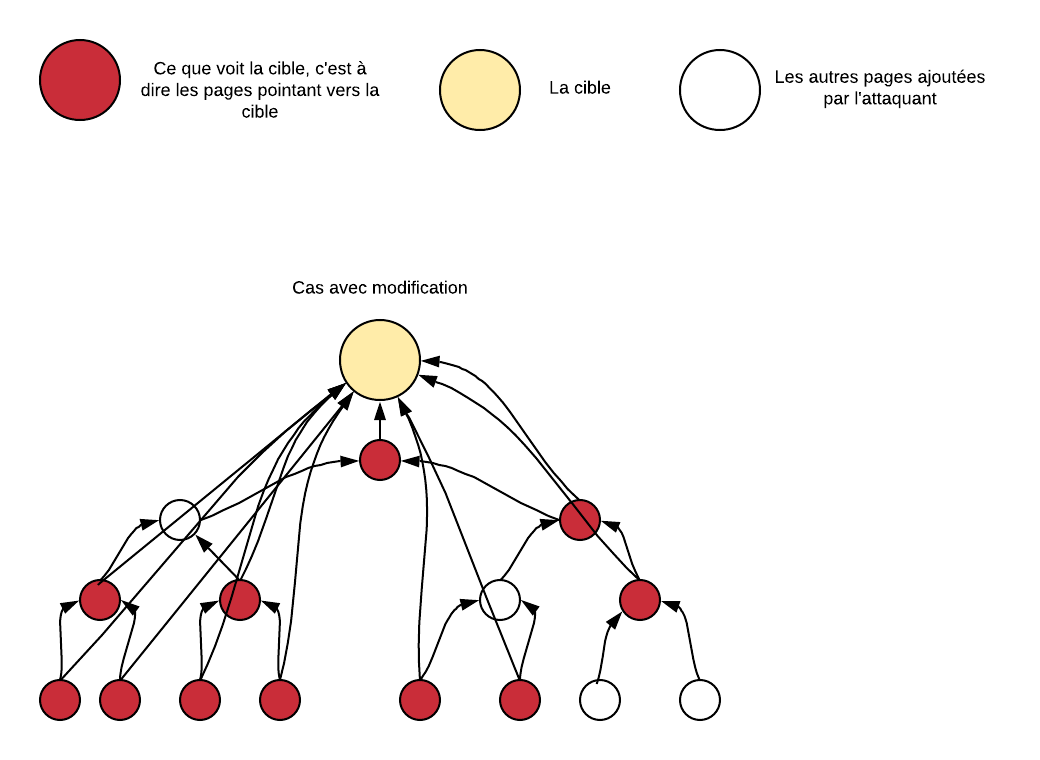 Ce que voit la cible, c'est à
dire les pages pointant vers la
cible
La cible
Les autres pages ajoutées
par l'attaquant
Cas avec modification